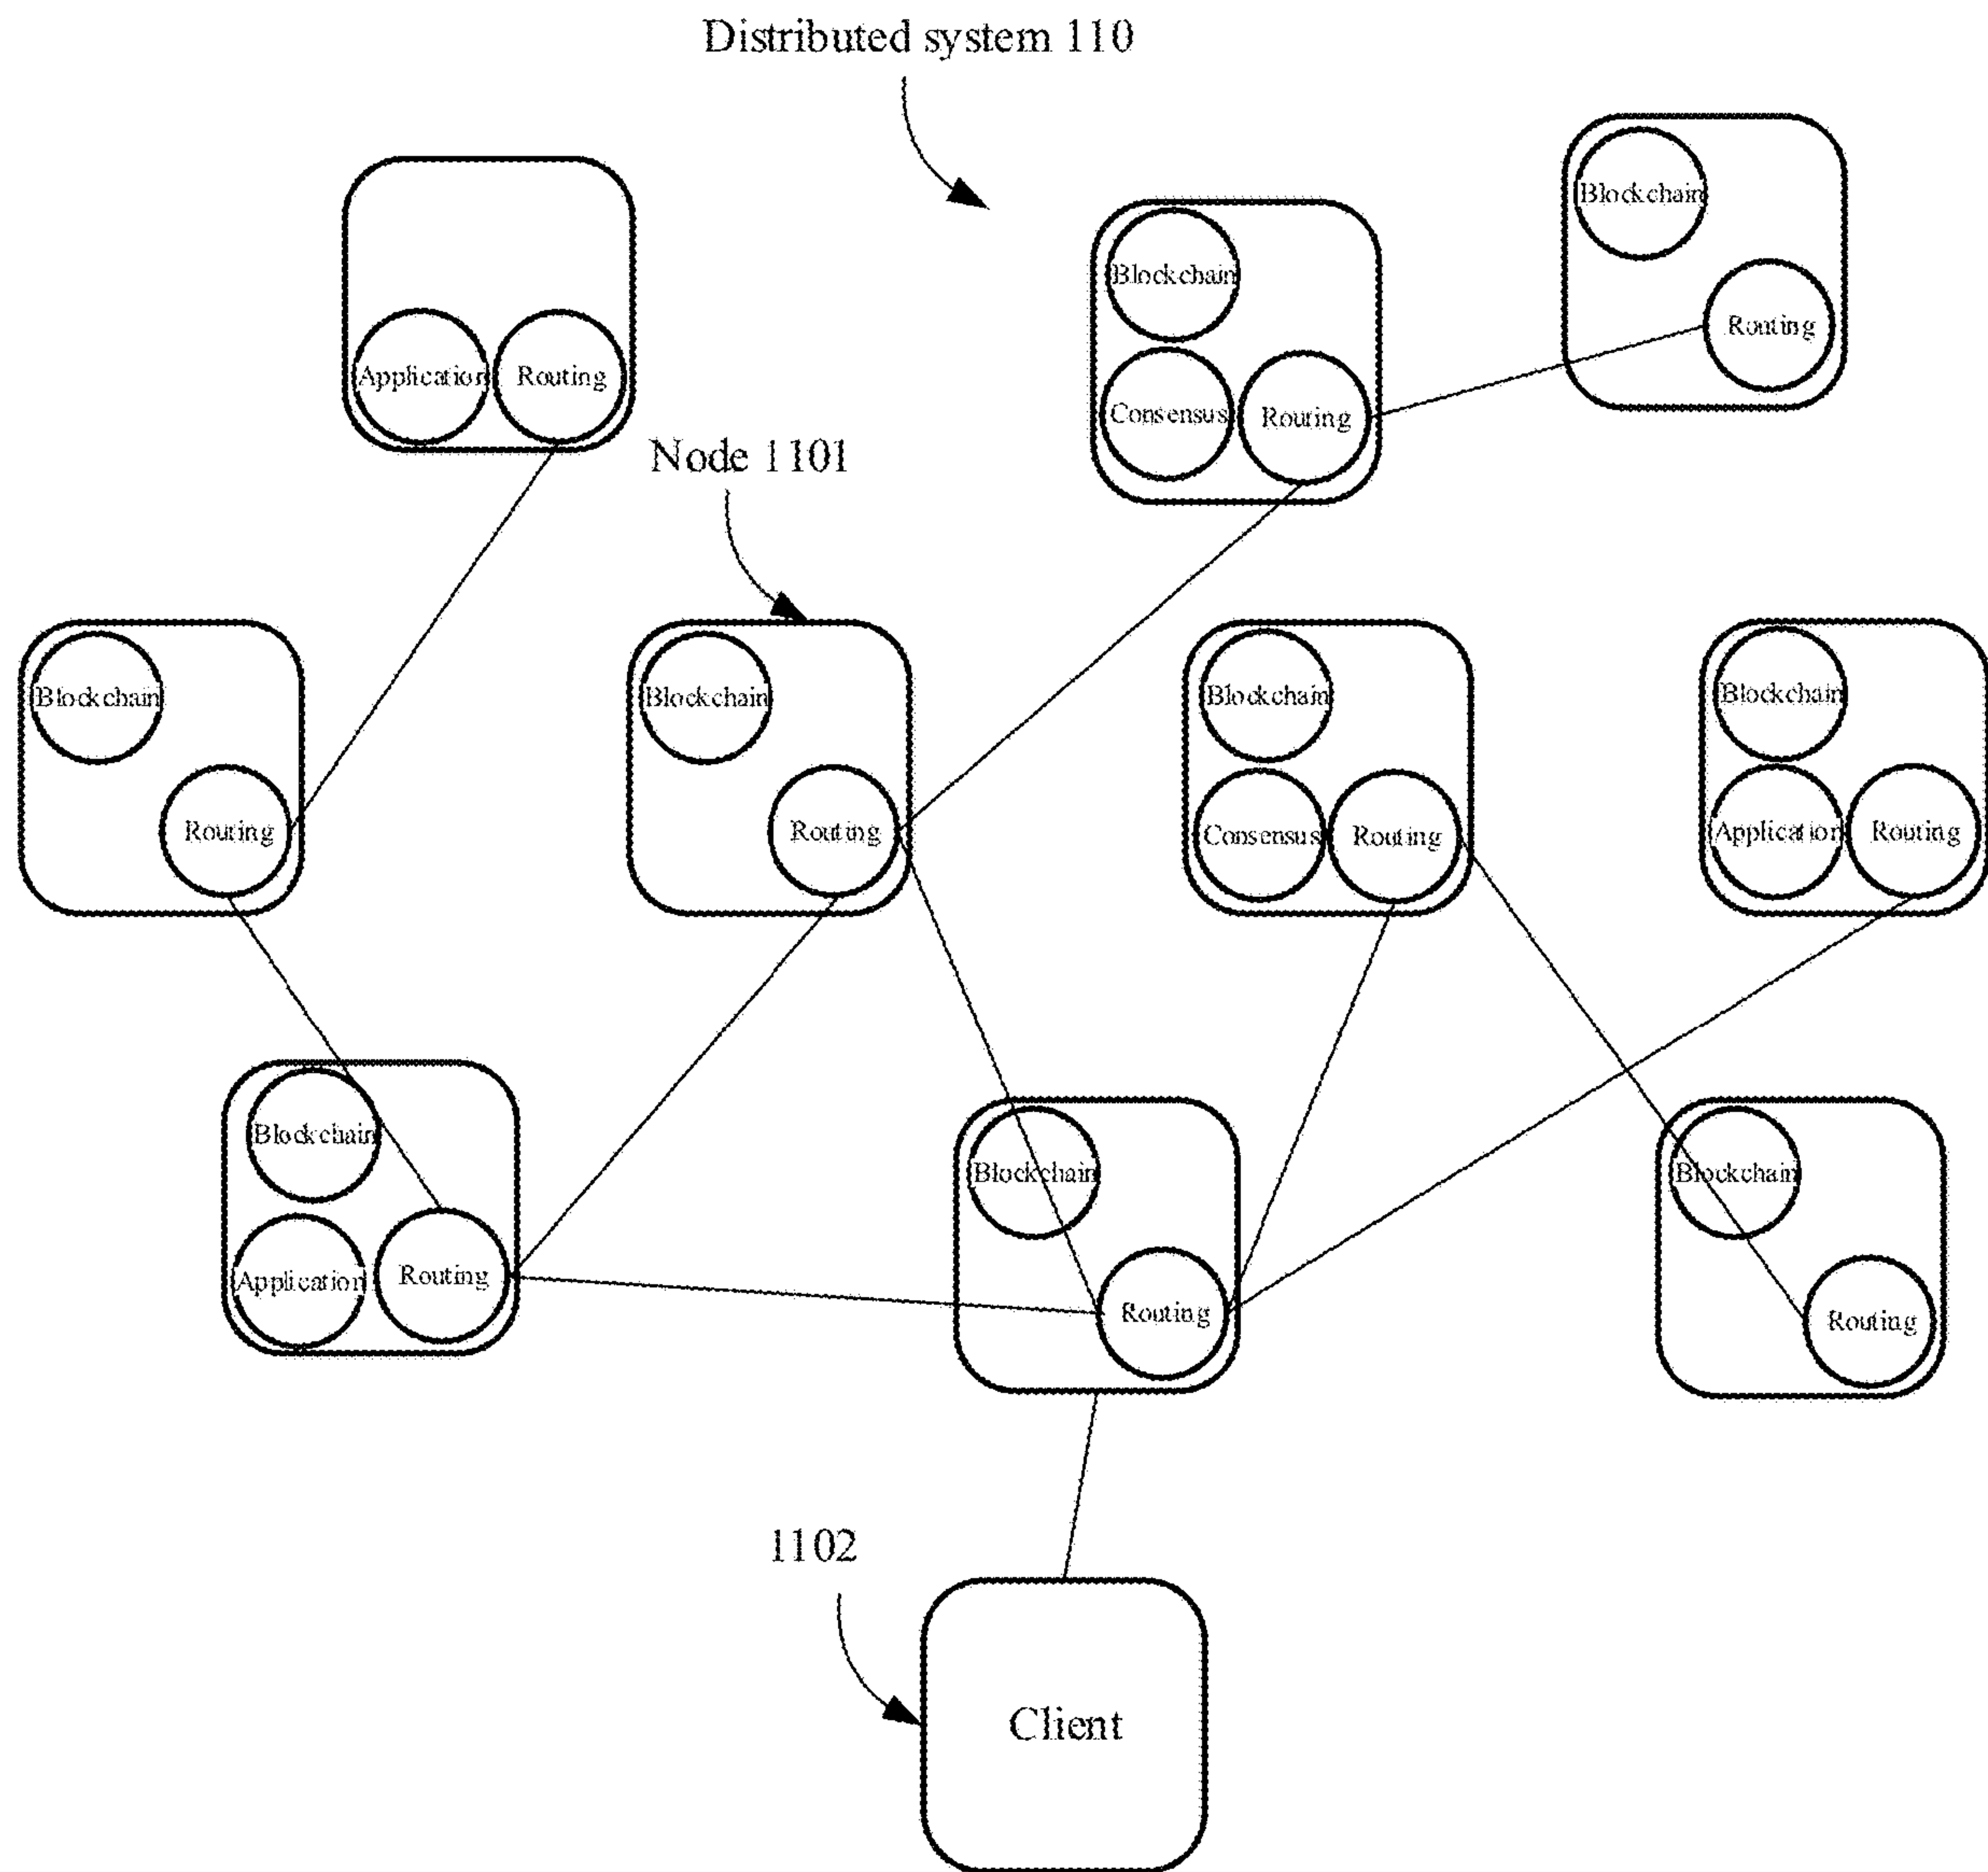 Distributed system 110
Blockchain
Routing
Blockchain
Consensus
Routing
Application
Routing
Node 1101
Blockchain
Routing
Blockchain
Routing
Blockchain
Consensus
Routing
Blockchain
Application
Routing
Blockchain
Application
Routing
Blockchain
Routing
Blockchain
Routing
1102
Client